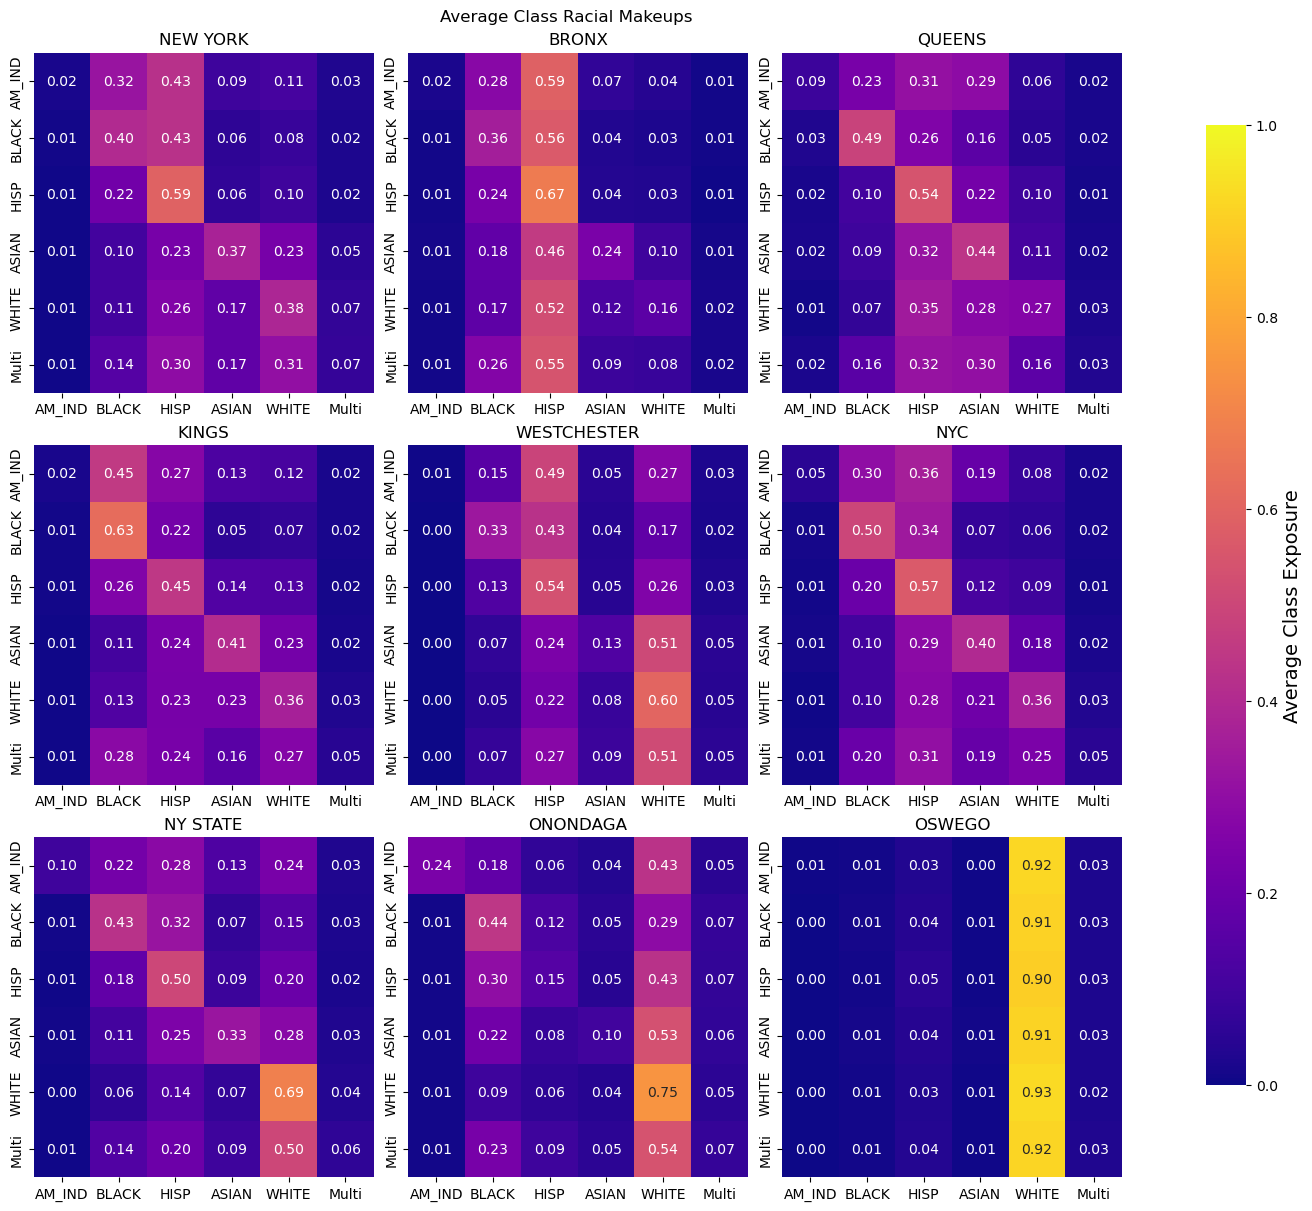 Average Class Racial Makeups
NEW YORK
AM_IND 0.02 0.32 0.43 0.09 0.11 0.03
BLACK 0.01 0.40 0.43 0.06 0.08 0.02
HISP 0.01 0.22 0.59 0.06 0.10 0.02
ASIAN 0.01 0.10 0.23 0.37 0.23 0.05
WHITE 0.01 0.11 0.26 0.17 0.38 0.07
Multi 0.01 0.14 0.30 0.17 0.31 0.07
AM_IND BLACK HISP ASIAN WHITE Multi
BRONX
AM_IND 0.02 0.28 0.59 0.07 0.04 0.01
BLACK 0.01 0.36 0.56 0.04 0.03 0.01
HISP 0.01 0.24 0.67 0.04 0.03 0.01
ASIAN 0.01 0.18 0.46 0.24 0.10 0.01
WHITE 0.01 0.17 0.52 0.12 0.16 0.02
Multi 0.01 0.26 0.55 0.09 0.08 0.02
AM_IND BLACK HISP ASIAN WHITE Multi
QUEENS
AM_IND 0.09 0.23 0.31 0.29 0.06 0.02
BLACK 0.03 0.49 0.26 0.16 0.05 0.02
HISP 0.02 0.10 0.54 0.22 0.10 0.01
ASIAN 0.02 0.09 0.32 0.44 0.11 0.02
WHITE 0.01 0.07 0.35 0.28 0.27 0.03
Multi 0.02 0.16 0.32 0.30 0.16 0.03
AM_IND BLACK HISP ASIAN WHITE Multi
KINGS
AM_IND 0.02 0.45 0.27 0.13 0.12 0.02
BLACK 0.01 0.63 0.22 0.05 0.07 0.02
HISP 0.01 0.26 0.45 0.14 0.13 0.02
ASIAN 0.01 0.11 0.24 0.41 0.23 0.02
WHITE 0.01 0.13 0.23 0.23 0.36 0.03
Multi 0.01 0.28 0.24 0.16 0.27 0.05
AM_IND BLACK HISP ASIAN WHITE Multi
WESTCHESTER
AM_IND 0.01 0.15 0.49 0.05 0.27 0.03
BLACK 0.00 0.33 0.43 0.04 0.17 0.02
HISP 0.00 0.13 0.54 0.05 0.26 0.03
ASIAN 0.00 0.07 0.24 0.13 0.51 0.05
WHITE 0.00 0.05 0.22 0.08 0.60 0.05
Multi 0.00 0.07 0.27 0.09 0.51 0.05
AM_IND BLACK HISP ASIAN WHITE Multi
NYC
AM_IND 0.05 0.30 0.36 0.19 0.08 0.02
BLACK 0.01 0.50 0.34 0.07 0.06 0.02
HISP 0.01 0.20 0.57 0.12 0.09 0.01
ASIAN 0.01 0.10 0.29 0.40 0.18 0.02
WHITE 0.01 0.10 0.28 0.21 0.36 0.03
Multi 0.01 0.20 0.31 0.19 0.25 0.05
AM_IND BLACK HISP ASIAN WHITE Multi
NY STATE
AM_IND 0.10 0.22 0.28 0.13 0.24 0.03
BLACK 0.01 0.43 0.32 0.07 0.15 0.03
HISP 0.01 0.18 0.50 0.09 0.20 0.02
ASIAN 0.01 0.11 0.25 0.33 0.28 0.03
WHITE 0.00 0.06 0.14 0.07 0.69 0.04
Multi 0.01 0.14 0.20 0.09 0.50 0.06
AM_IND BLACK HISP ASIAN WHITE Multi
ONONDAGA
AM_IND 0.24 0.18 0.06 0.04 0.43 0.05
BLACK 0.01 0.44 0.12 0.05 0.29 0.07
HISP 0.01 0.30 0.15 0.05 0.43 0.07
ASIAN 0.01 0.22 0.08 0.10 0.53 0.06
WHITE 0.01 0.09 0.06 0.04 0.75 0.05
Multi 0.01 0.23 0.09 0.05 0.54 0.07
AM_IND BLACK HISP ASIAN WHITE Multi
OSWEGO
AM_IND 0.01 0.01 0.03 0.00 0.92 0.03
BLACK 0.00 0.01 0.04 0.01 0.91 0.03
HISP 0.00 0.01 0.05 0.01 0.90 0.03
ASIAN 0.00 0.01 0.04 0.01 0.91 0.03
WHITE 0.00 0.01 0.03 0.01 0.93 0.02
Multi 0.00 0.01 0.04 0.01 0.92 0.03
AM_IND BLACK HISP ASIAN WHITE Multi
1.0
0.8
0.6
0.4
0.2
0.0
Average Class Exposure